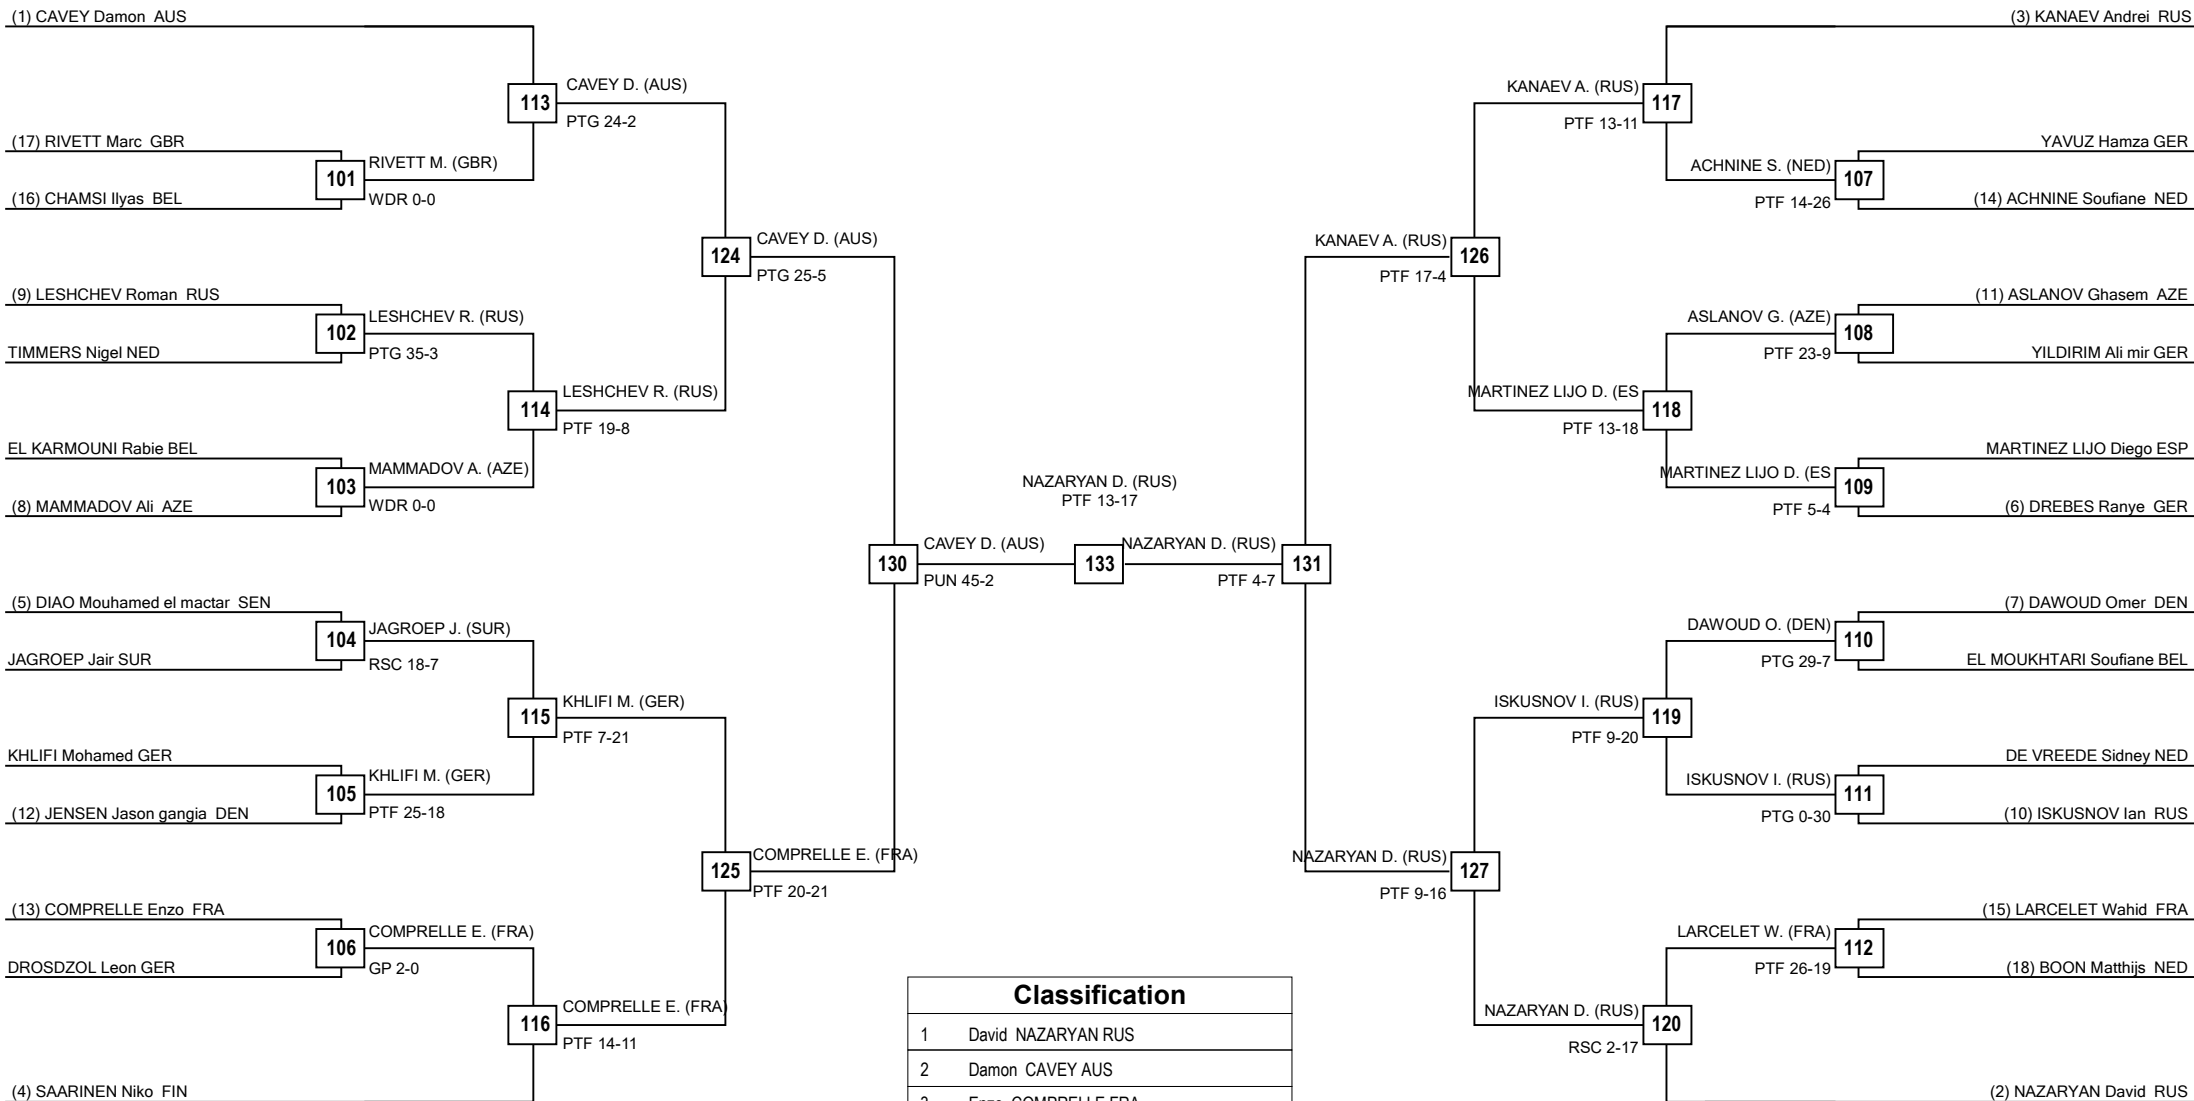 (1) CAVEY Damon AUS
113
CAVEY D. (AUS)
PTG 24-2
(17) RIVETT Marc GBR
101
RIVETT M. (GBR)
WDR 0-0
(16) CHAMSI Ilyas BEL
124
CAVEY D. (AUS)
PTG 25-5
(9) LESHCHEV Roman RUS
102
LESHCHEV R. (RUS)
PTG 35-3
TIMMERS Nigel NED
114
LESHCHEV R. (RUS)
PTF 19-8
EL KARMOUNI Rabie BEL
103
MAMMADOV A. (AZE)
WDR 0-0
(8) MAMMADOV Ali AZE
130
CAVEY D. (AUS)
PUN 45-2
(5) DIAO Mouhamed el mactar SEN
104
JAGROEP J. (SUR)
RSC 18-7
JAGROEP Jair SUR
115
KHLIFI M. (GER)
PTF 7-21
KHLIFI Mohamed GER
105
KHLIFI M. (GER)
PTF 25-18
(12) JENSEN Jason gangia DEN
125
COMPRELLE E. (FRA)
PTF 20-21
(13) COMPRELLE Enzo FRA
106
COMPRELLE E. (FRA)
GP 2-0
DROSDZOL Leon GER
116
COMPRELLE E. (FRA)
PTF 14-11
(4) SAARINEN Niko FIN
NAZARYAN D. (RUS)
PTF 13-17
133
(3) KANAEV Andrei RUS
KANAEV A. (RUS)
117
PTF 13-11
YAVUZ Hamza GER
ACHNINE S. (NED)
107
PTF 14-26
(14) ACHNINE Soufiane NED
KANAEV A. (RUS)
126
PTF 17-4
(11) ASLANOV Ghasem AZE
ASLANOV G. (AZE)
108
PTF 23-9
YILDIRIM Ali mir GER
MARTINEZ LIJO D. (ES
118
PTF 13-18
MARTINEZ LIJO Diego ESP
MARTINEZ LIJO D. (ES
109
PTF 5-4
(6) DREBES Ranye GER
NAZARYAN D. (RUS)
131
PTF 4-7
(7) DAWOUD Omer DEN
DAWOUD O. (DEN)
110
PTG 29-7
EL MOUKHTARI Soufiane BEL
ISKUSNOV I. (RUS)
119
PTF 9-20
DE VREEDE Sidney NED
ISKUSNOV I. (RUS)
111
PTG 0-30
(10) ISKUSNOV Ian RUS
NAZARYAN D. (RUS)
127
PTF 9-16
(15) LARCELET Wahid FRA
LARCELET W. (FRA)
112
PTF 26-19
(18) BOON Matthijs NED
NAZARYAN D. (RUS)
120
RSC 2-17
(2) NAZARYAN David RUS
Classification
1 David NAZARYAN RUS
2 Damon CAVEY AUS
3 Enzo COMPRELLE FRA